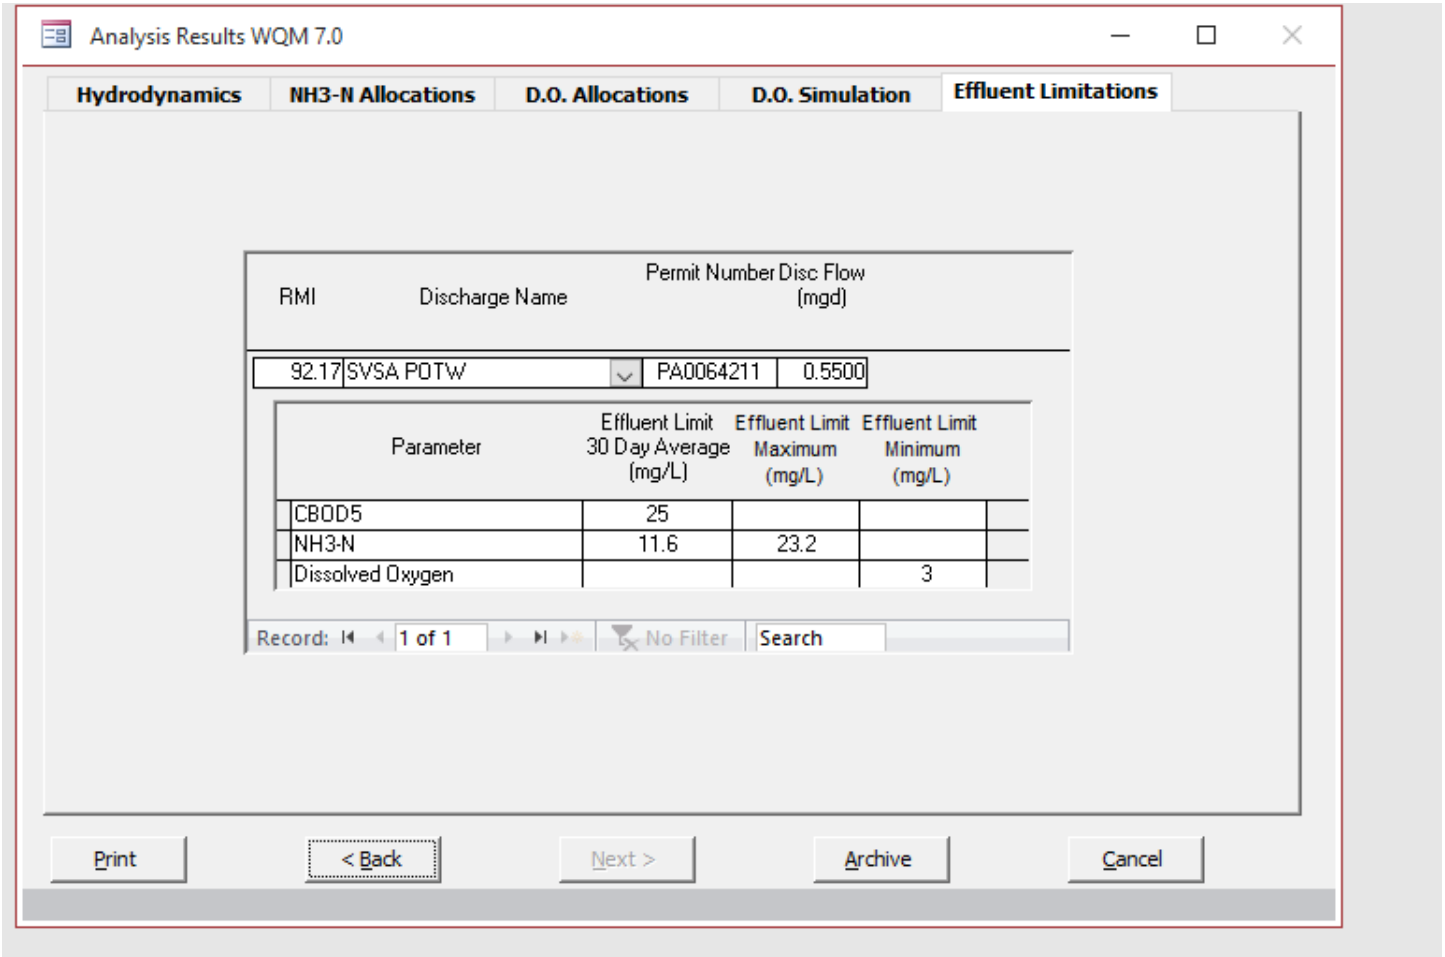 Analysis Results WQM 7.0
Hydrodynamics NH3-N Allocations D.O. Allocations D.O. Simulation Effluent Limitations
RMI Discharge Name Permit Number Disc Flow (mgd)
92.17 SVSA POTW PA0064211 0.5500
Parameter Effluent Limit 30 Day Average (mg/L) Effluent Limit Maximum (mg/L) Effluent Limit Minimum (mg/L)
CBOD5 25
NH3-N 11.6 23.2
Dissolved Oxygen 3
Record: 1 of 1 No Filter Search
Print < Back Next > Archive Cancel